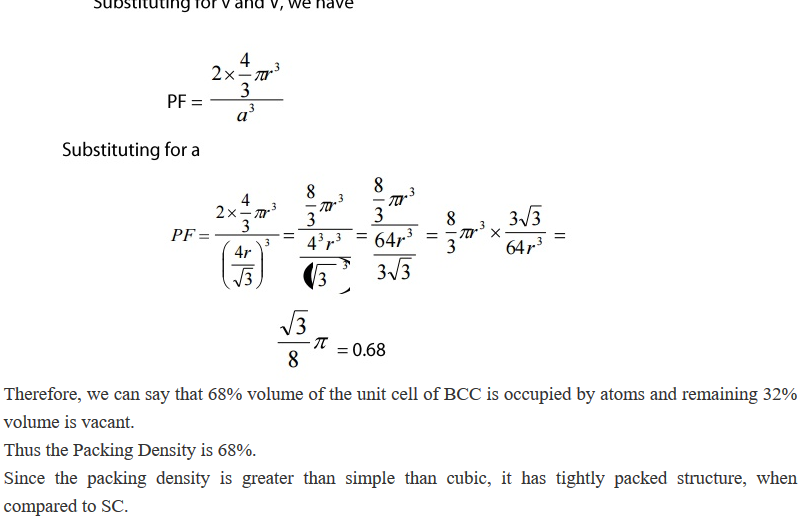 Substituting for v and V, we have
PF = \frac{2 \times \frac{4}{3} \pi r^3}{a^3}
Substituting for a
PF = \frac{2 \times \frac{4}{3} \pi r^3}{\left(\frac{4r}{\sqrt{3}}\right)^3} = \frac{\frac{8}{3} \pi r^3}{\frac{4^3 r^3}{(\sqrt{3})^3}} = \frac{\frac{8}{3} \pi r^3}{\frac{64r^3}{3\sqrt{3}}} = \frac{8}{3} \pi r^3 \times \frac{3\sqrt{3}}{64r^3} =
\frac{\sqrt{3}}{8} \pi = 0.68
Therefore, we can say that 68% volume of the unit cell of BCC is occupied by atoms and remaining 32%
volume is vacant.
Thus the Packing Density is 68%.
Since the packing density is greater than simple than cubic, it has tightly packed structure, when
compared to SC.